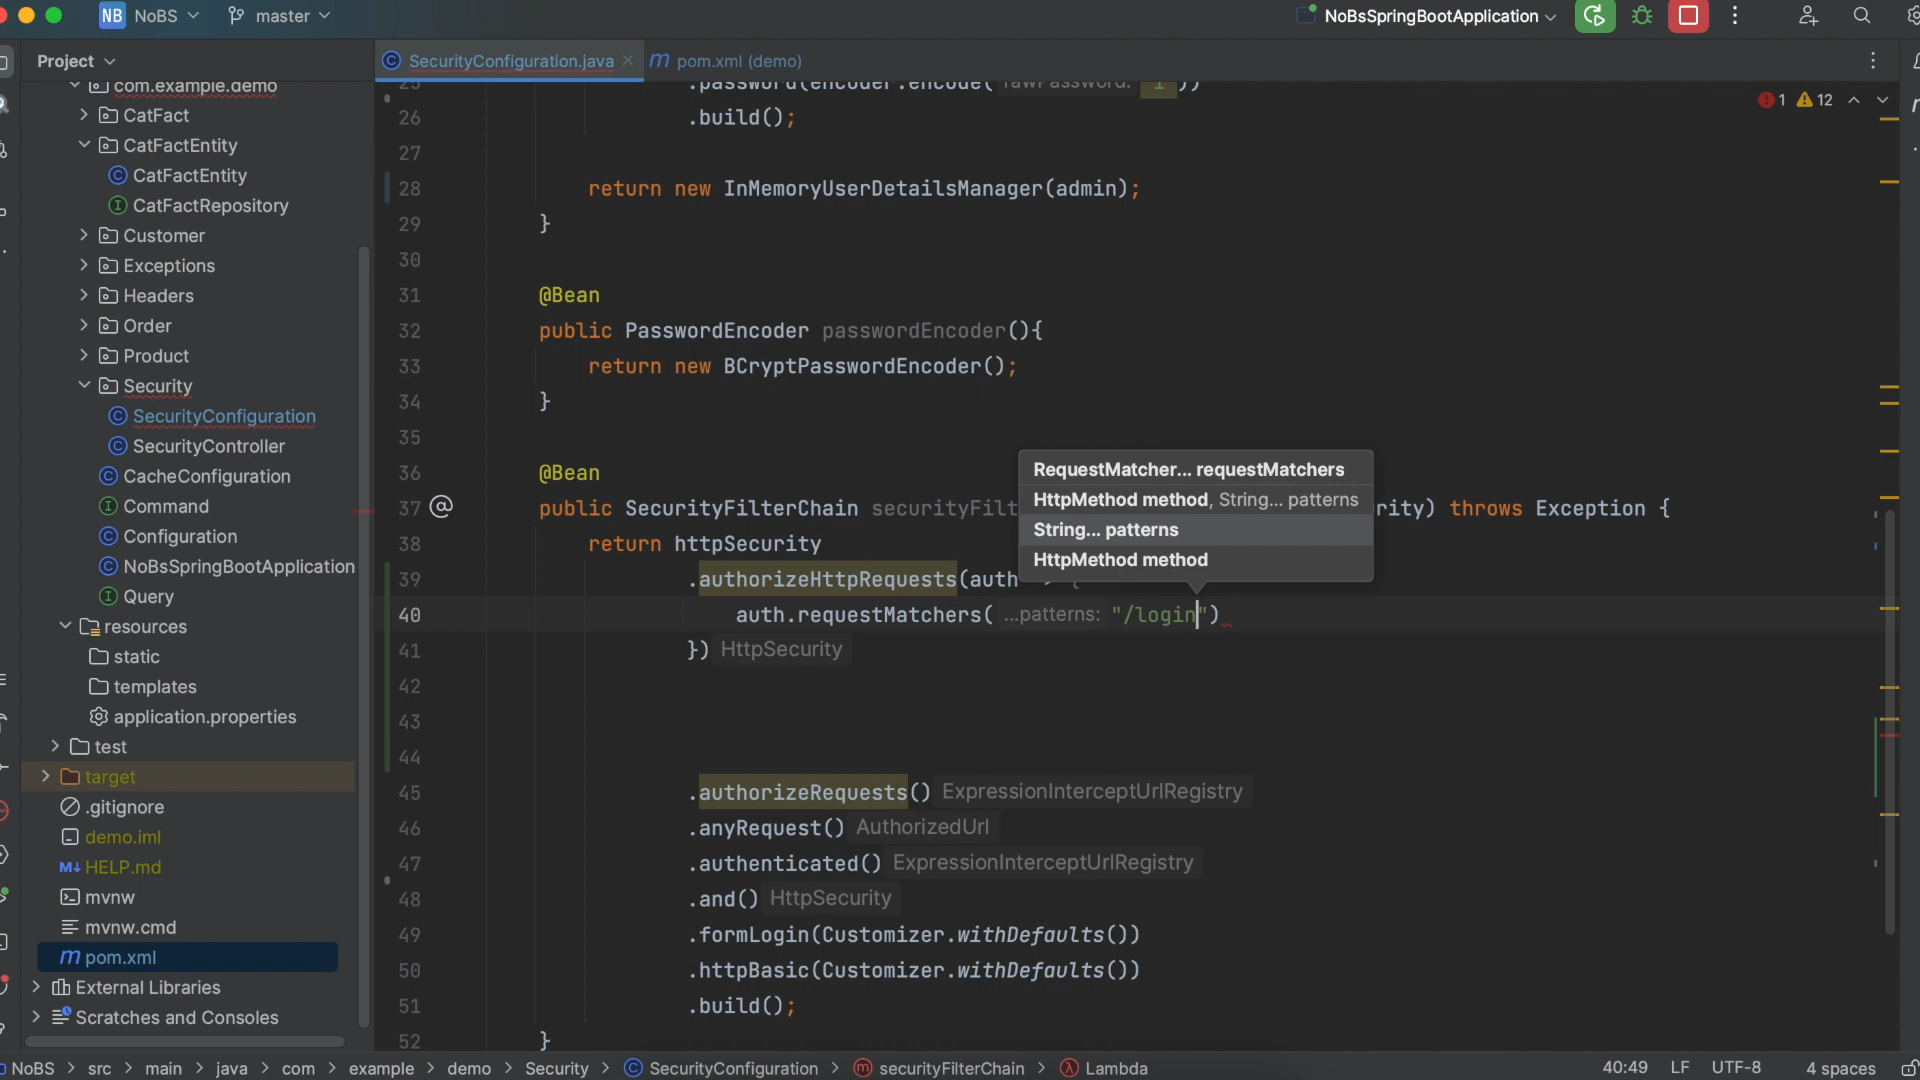 NB NoBS master NoBsSpringBootApplication
Project SecurityConfiguration.java pom.xml (demo)
com.example.demo
CatFact
CatFactEntity
CatFactEntity
CatFactRepository
Customer
Exceptions
Headers
Order
Product
Security
SecurityConfiguration
SecurityController
CacheConfiguration
Command
Configuration
NoBsSpringBootApplication
Query
resources
static
templates
application.properties
test
target
.gitignore
demo.iml
HELP.md
mvnw
mvnw.cmd
pom.xml
External Libraries
Scratches and Consoles
1 12
25 .password(encoder.encode( rawPassword: "1"))
26 .build();
27
28 return new InMemoryUserDetailsManager(admin);
29 }
30
31 @Bean
32 public PasswordEncoder passwordEncoder(){
33 return new BCryptPasswordEncoder();
34 }
35
36 @Bean
RequestMatcher... requestMatchers
HttpMethod method, String... patterns
String... patterns
HttpMethod method
37 public SecurityFilterChain securityFilt rity) throws Exception {
38 return httpSecurity
39 .authorizeHttpRequests(auth -> {
40 auth.requestMatchers( ...patterns: "/login")
41 }) HttpSecurity
42
43
44
45 .authorizeRequests() ExpressionInterceptUrlRegistry
46 .anyRequest() AuthorizedUrl
47 .authenticated() ExpressionInterceptUrlRegistry
48 .and() HttpSecurity
49 .formLogin(Customizer.withDefaults())
50 .httpBasic(Customizer.withDefaults())
51 .build();
52 }
NoBS > src > main > java > com > example > demo > Security > SecurityConfiguration > securityFilterChain > Lambda 40:49 LF UTF-8 4 spaces